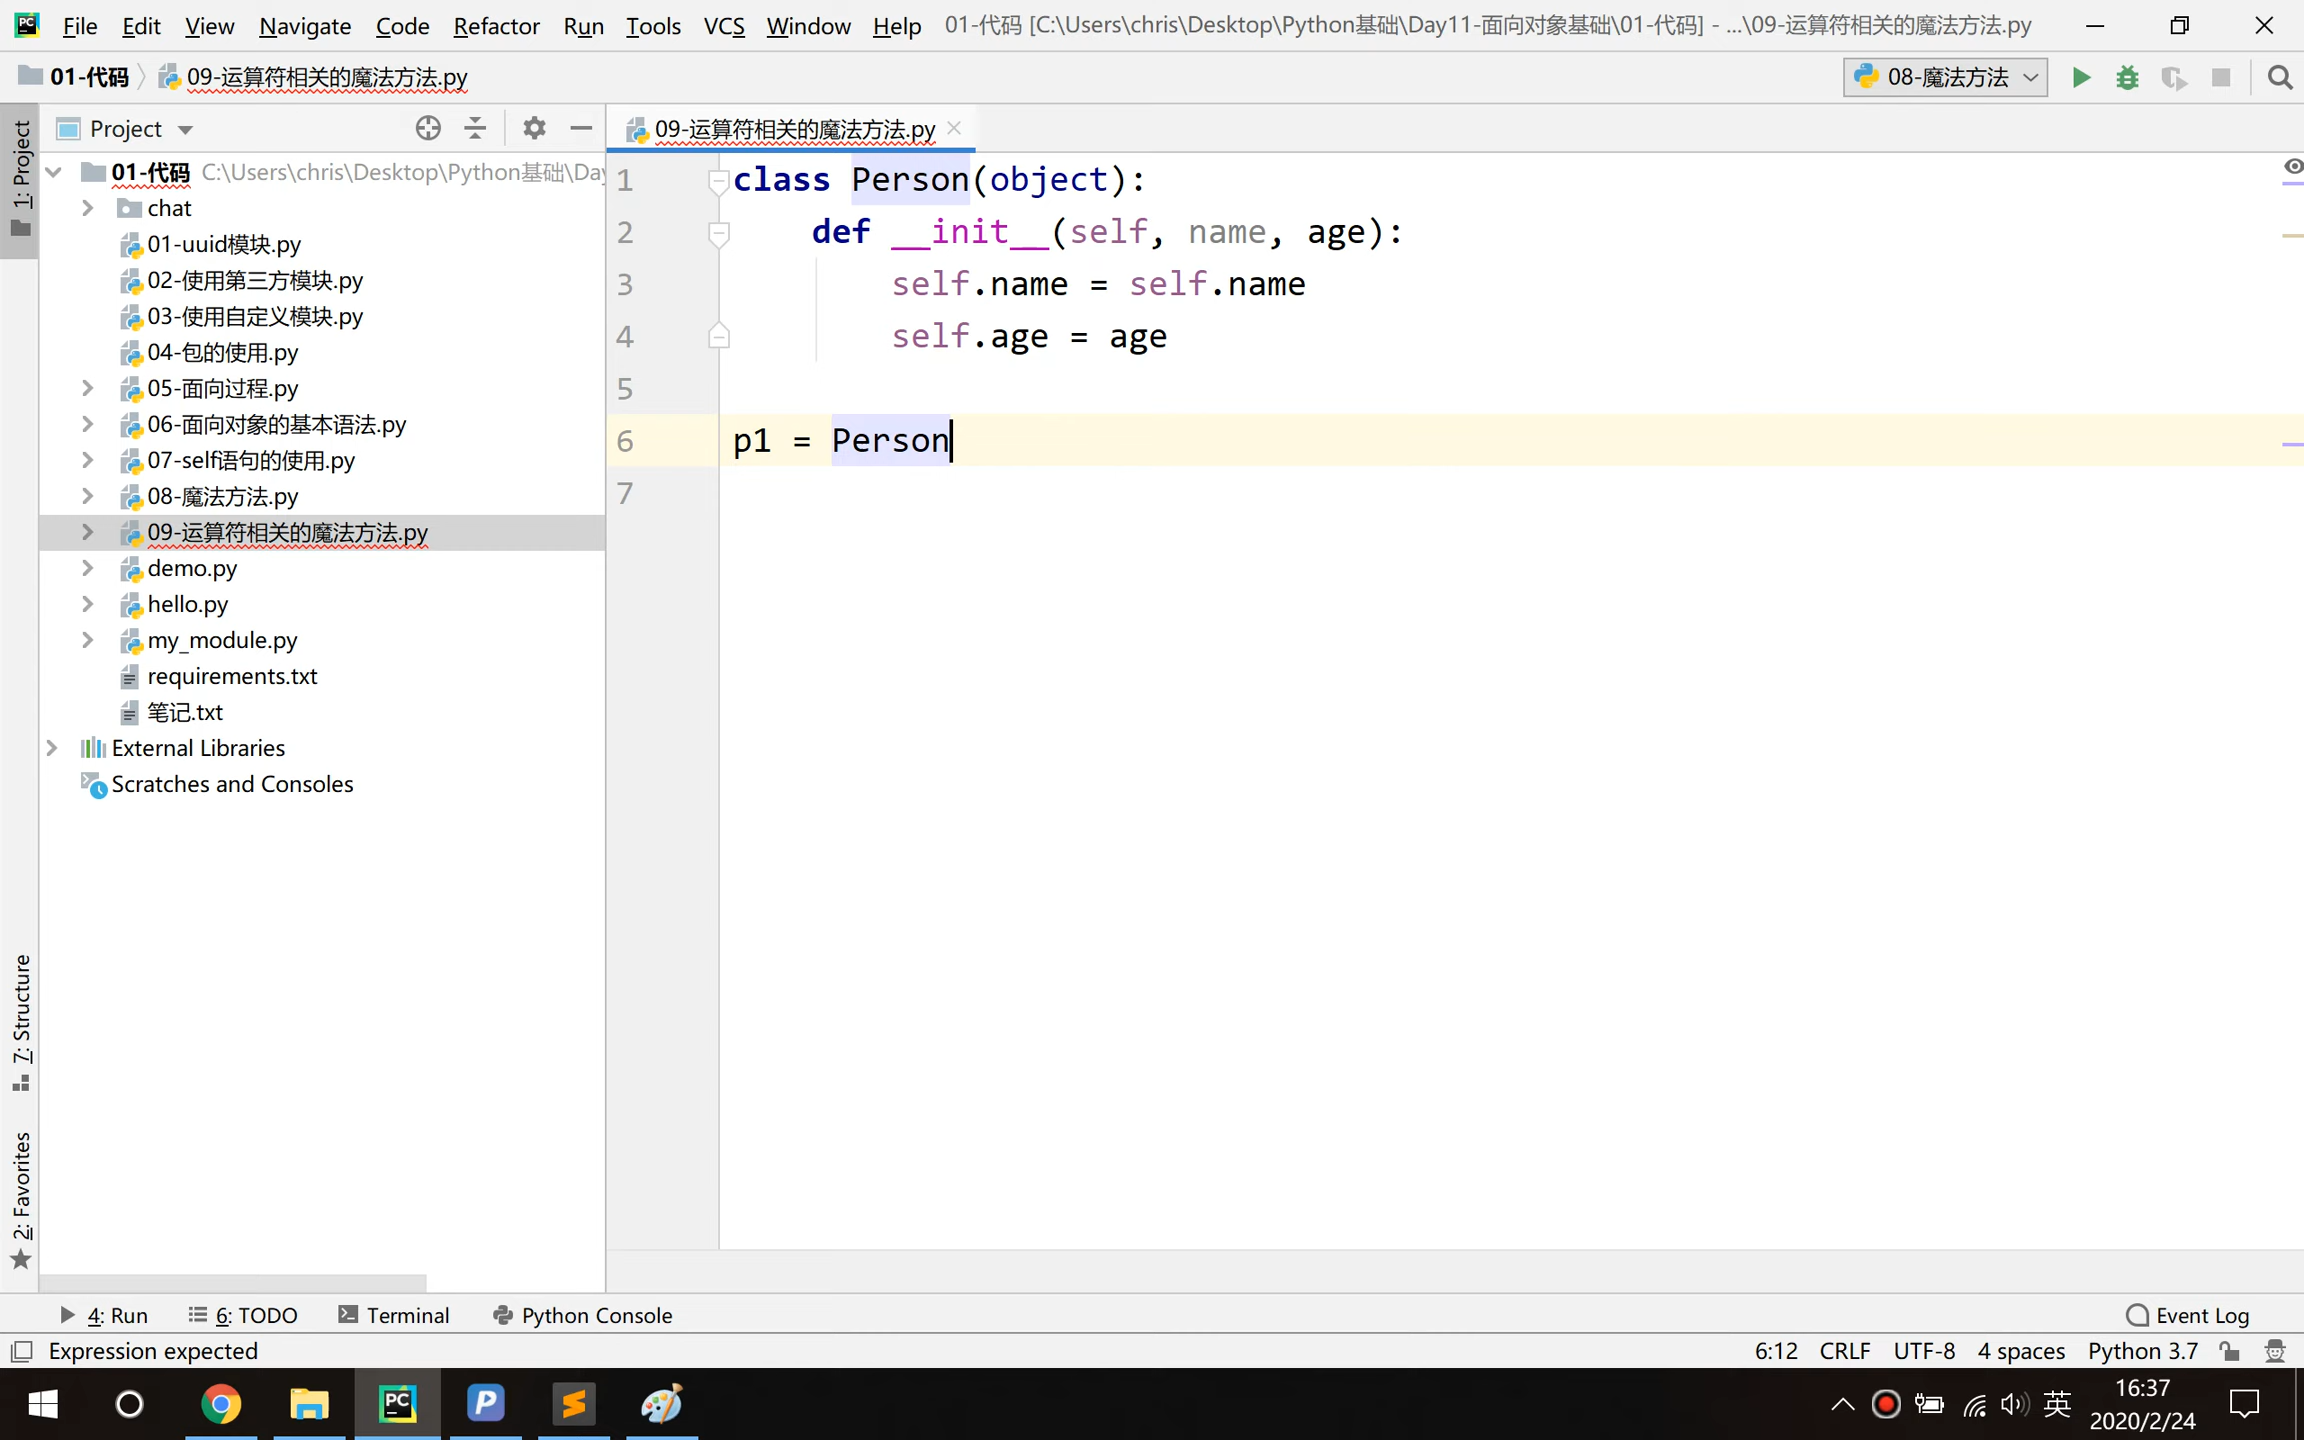 File Edit View Navigate Code Refactor Run Tools VCS Window Help 01-代码 [C:\Users\chris\Desktop\Python基础\Day11-面向对象基础\01-代码] - ...\09-运算符相关的魔法方法.py
01-代码 09-运算符相关的魔法方法.py 08-魔法方法
Project 09-运算符相关的魔法方法.py
1: Project
01-代码 C:\Users\chris\Desktop\Python基础\Day
chat
01-uuid模块.py
02-使用第三方模块.py
03-使用自定义模块.py
04-包的使用.py
05-面向过程.py
06-面向对象的基本语法.py
07-self语句的使用.py
08-魔法方法.py
09-运算符相关的魔法方法.py
demo.py
hello.py
my_module.py
requirements.txt
笔记.txt
External Libraries
Scratches and Consoles
7: Structure
2: Favorites
1 class Person(object):
2     def __init__(self, name, age):
3         self.name = self.name
4         self.age = age
5
6 p1 = Person
7
4: Run 6: TODO Terminal Python Console Event Log
Expression expected 6:12 CRLF UTF-8 4 spaces Python 3.7
PC P 英 16:37
2020/2/24